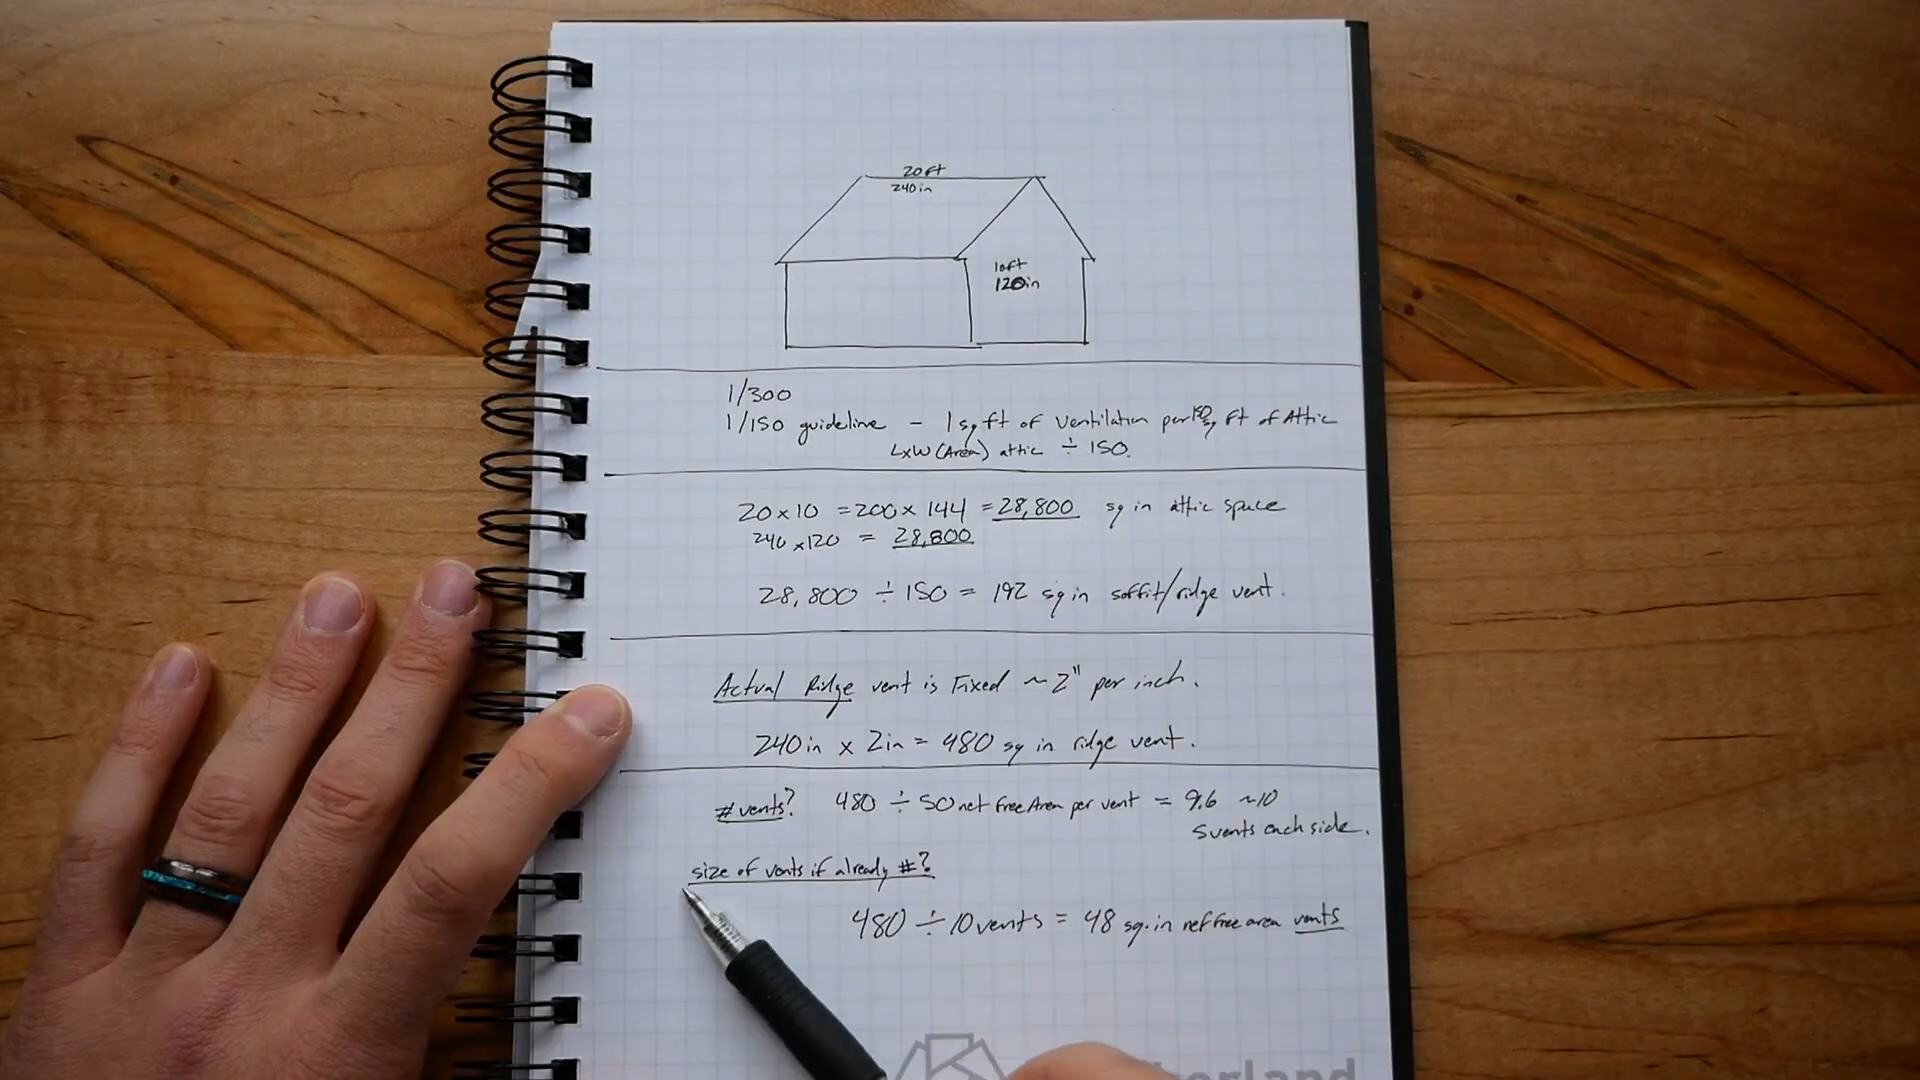 20ft
240in
10ft
120in
1/300
1/150 guideline - 1 sq ft of ventilation per 150 sq ft of Attic
LxW (Area) attic ÷ 150.
20 x 10 = 200 x 144 = 28,800 sq in attic space
240 x 120 = 28,800
28,800 ÷ 150 = 192 sq in soffit/ridge vent.
Actual Ridge vent is Fixed ~ 2" per inch.
240in x 2in = 480 sq in ridge vent.
# vents? 480 ÷ 50 net free Area per vent = 9.6 ~10
5 vents each side.
size of vents if already #?
480 ÷ 10 vents = 48 sq. in net free area vents